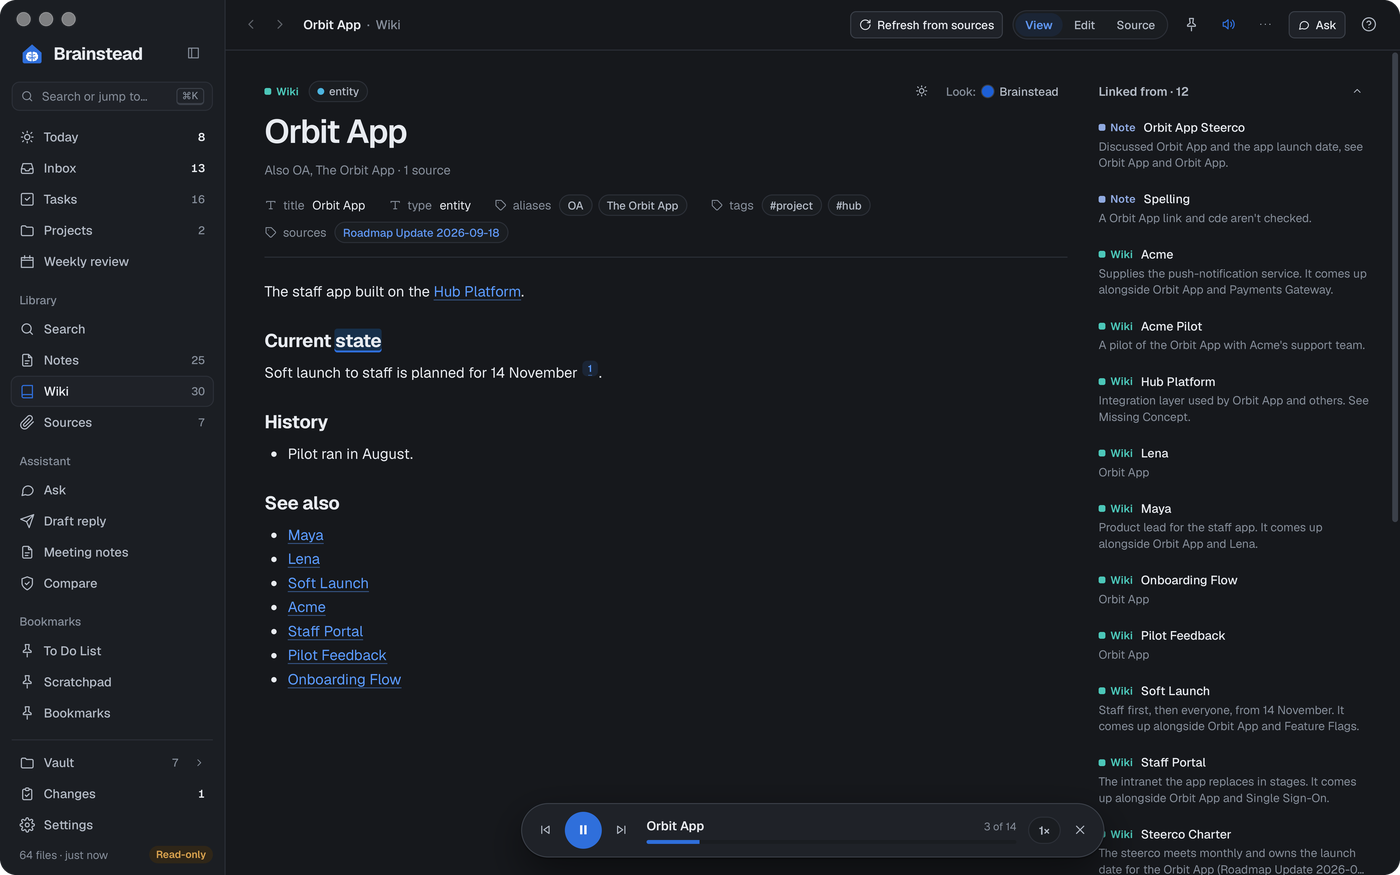 Brainstead
Search or jump to... ⌘K
Today 8
Inbox 13
Tasks 16
Projects 2
Weekly review
Library
Search
Notes 25
Wiki 30
Sources 7
Assistant
Ask
Draft reply
Meeting notes
Compare
Bookmarks
To Do List
Scratchpad
Bookmarks
Vault 7
Changes 1
Settings
64 files · just now Read-only
Orbit App · Wiki
Refresh from sources View Edit Source Ask
Wiki entity
Look: Brainstead
Orbit App
Also OA, The Orbit App · 1 source
title Orbit App type entity aliases OA The Orbit App tags #project #hub
sources Roadmap Update 2026-09-18
The staff app built on the Hub Platform.
Current state
Soft launch to staff is planned for 14 November 1.
History
• Pilot ran in August.
See also
• Maya
• Lena
• Soft Launch
• Acme
• Staff Portal
• Pilot Feedback
• Onboarding Flow
Orbit App 3 of 14 1×
Linked from · 12
Note Orbit App Steerco
Discussed Orbit App and the app launch date, see
Orbit App and Orbit App.
Note Spelling
A Orbit App link and cde aren't checked.
Wiki Acme
Supplies the push-notification service. It comes up
alongside Orbit App and Payments Gateway.
Wiki Acme Pilot
A pilot of the Orbit App with Acme's support team.
Wiki Hub Platform
Integration layer used by Orbit App and others. See
Missing Concept.
Wiki Lena
Orbit App
Wiki Maya
Product lead for the staff app. It comes up
alongside Orbit App and Lena.
Wiki Onboarding Flow
Orbit App
Wiki Pilot Feedback
Orbit App
Wiki Soft Launch
Staff first, then everyone, from 14 November. It
comes up alongside Orbit App and Feature Flags.
Wiki Staff Portal
The intranet the app replaces in stages. It comes
up alongside Orbit App and Single Sign-On.
Wiki Steerco Charter
The steerco meets monthly and owns the launch
date for the Orbit App (Roadmap Update 2026-0...